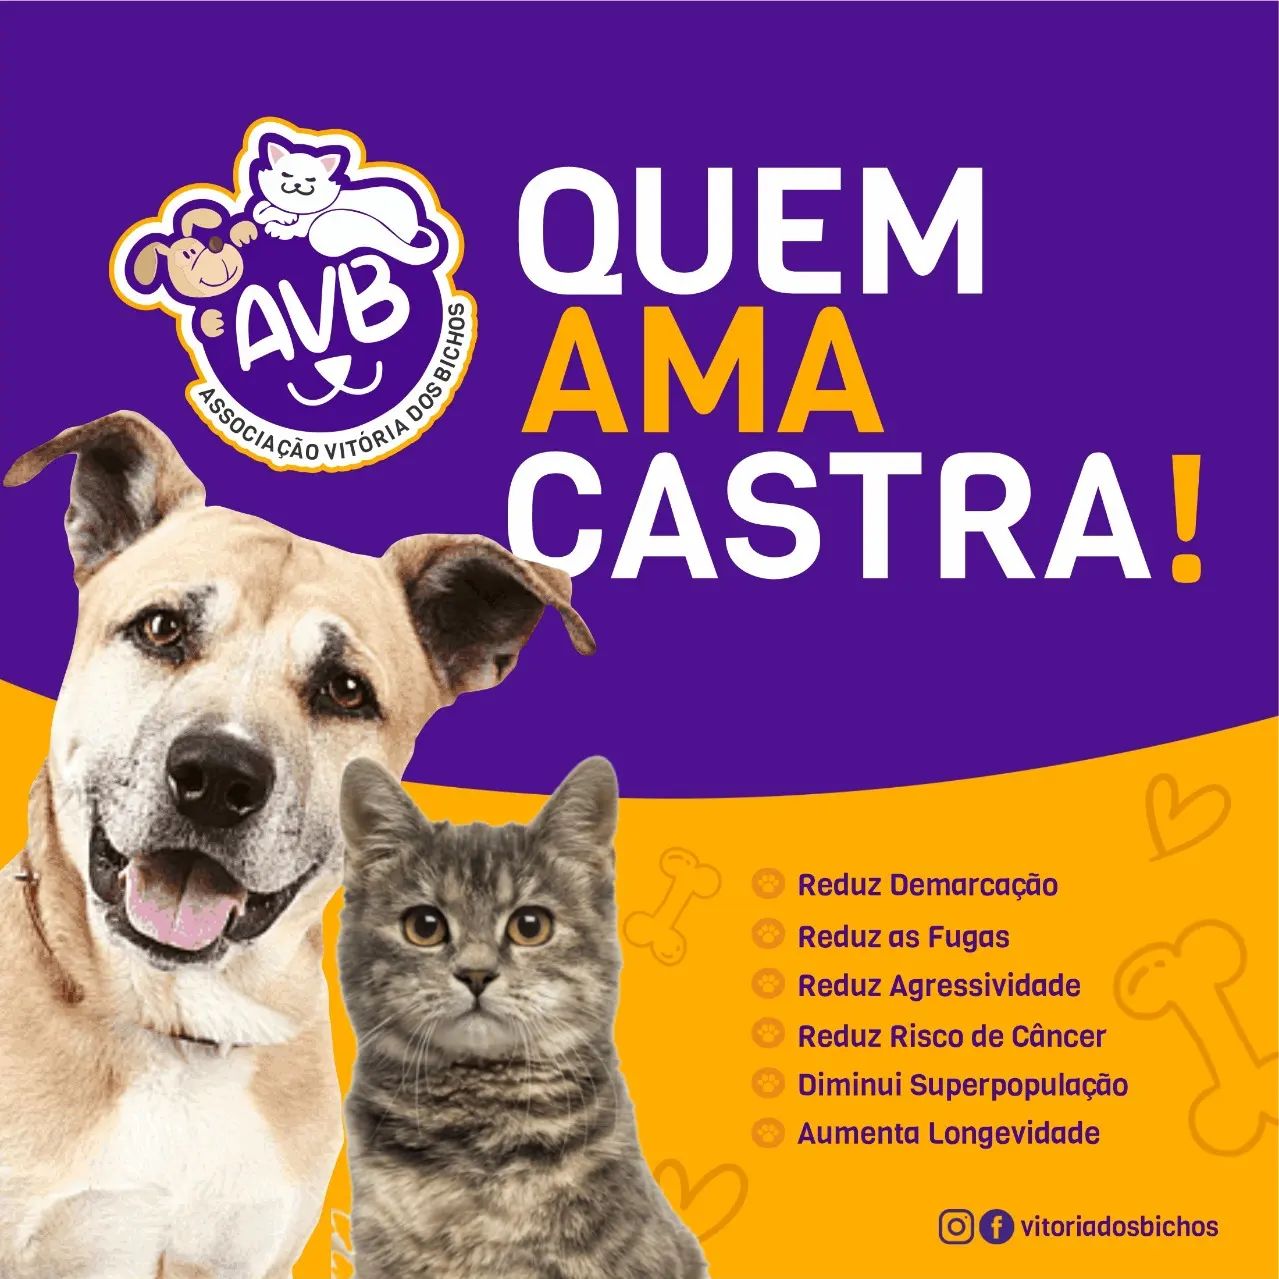 AVB
ASSOCIAÇÃO VITÓRIA DOS BICHOS
QUEM
AMA
CASTRA!
Reduz Demarcação
Reduz as Fugas
Reduz Agressividade
Reduz Risco de Câncer
Diminui Superpopulação
Aumenta Longevidade
vitoriadosbichos